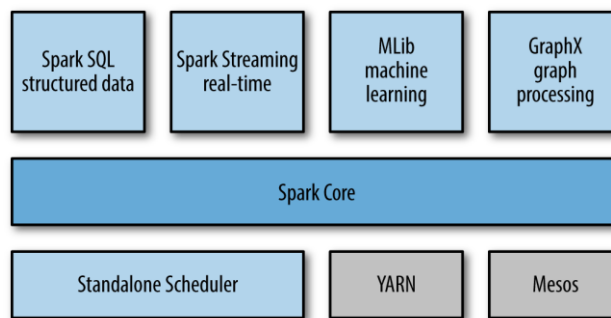 Spark SQL
structured data
Spark Streaming
real-time
MLib
machine
learning
GraphX
graph
processing
Spark Core
Standalone Scheduler
YARN
Mesos